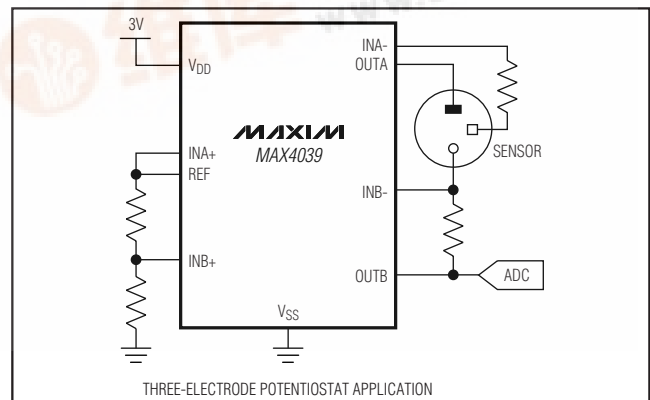 3V
VDD
INA-
OUTA
MAXIM
MAX4039
INA+
REF
SENSOR
INB-
INB+
OUTB
ADC
VSS
THREE-ELECTRODE POTENTIOSTAT APPLICATION